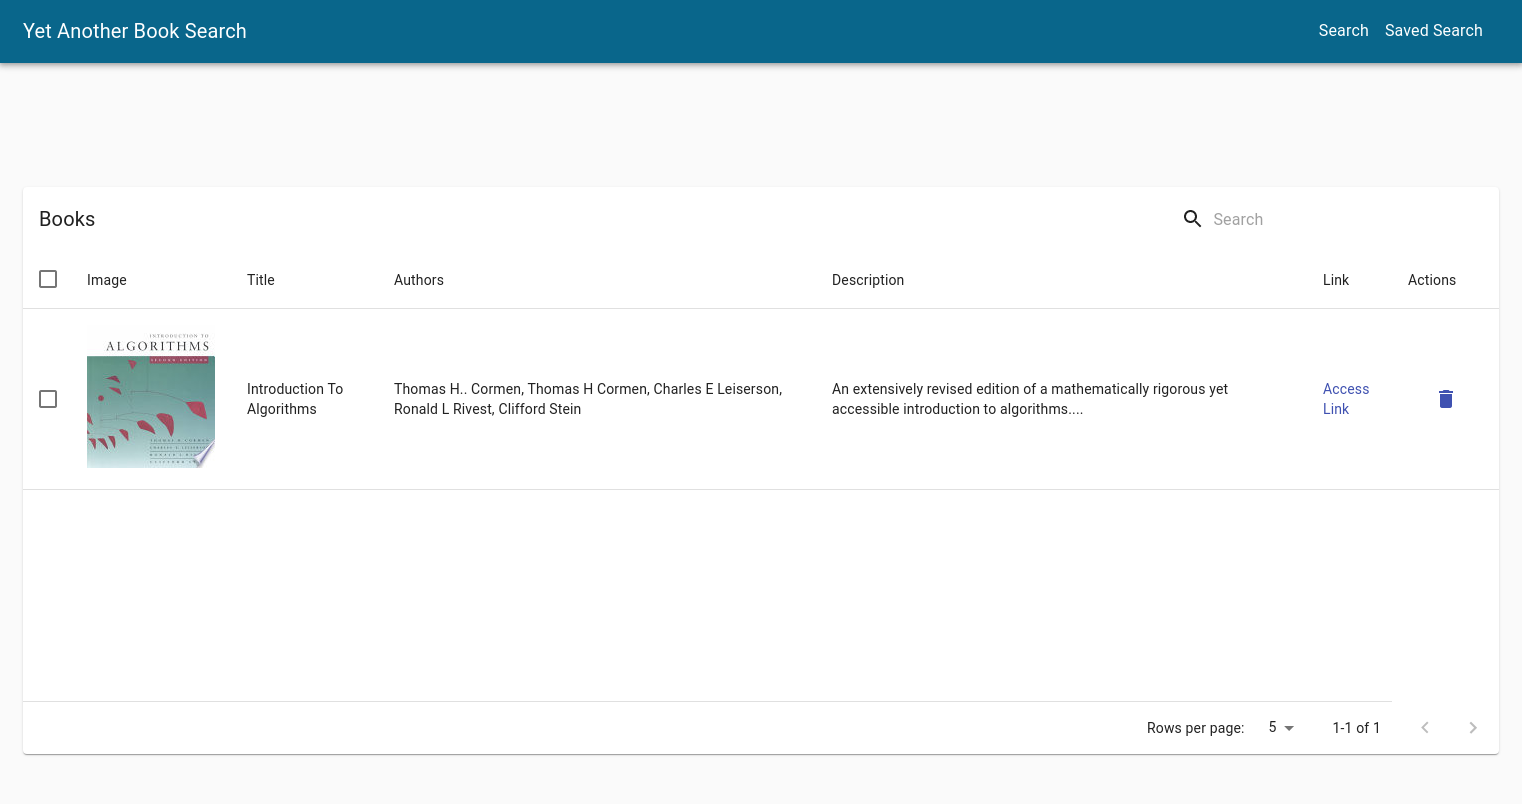 Yet Another Book Search
Search
Saved Search
Books
Search
Image
Title
Authors
Description
Link
Actions
INTRODUCTION TO
ALGORITHMS
SECOND EDITION
Introduction To
Algorithms
Thomas H.. Cormen, Thomas H Cormen, Charles E Leiserson,
Ronald L Rivest, Clifford Stein
An extensively revised edition of a mathematically rigorous yet
accessible introduction to algorithms....
Access
Link
Rows per page:
5
1-1 of 1